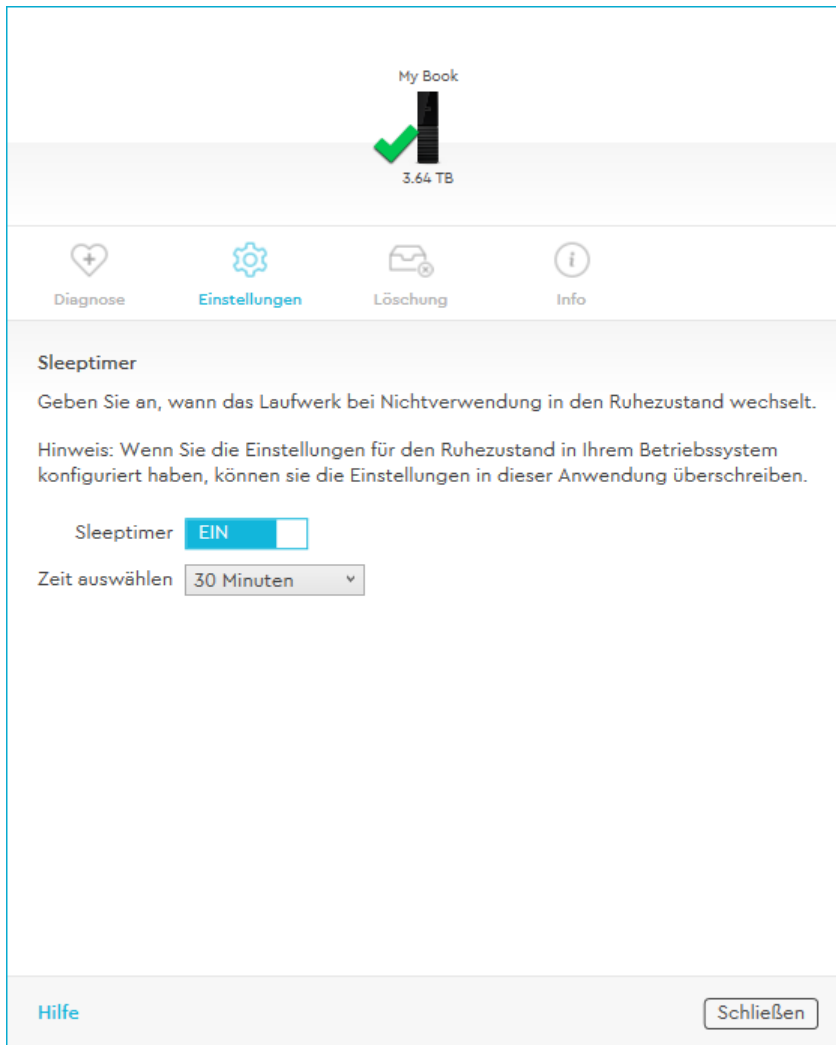 My Book
3.64 TB
Diagnose
Einstellungen
Löschung
Info
Sleeptimer
Geben Sie an, wann das Laufwerk bei Nichtverwendung in den Ruhezustand wechselt.
Hinweis: Wenn Sie die Einstellungen für den Ruhezustand in Ihrem Betriebssystem
konfiguriert haben, können sie die Einstellungen in dieser Anwendung überschreiben.
Sleeptimer EIN
Zeit auswählen 30 Minuten
Hilfe
Schließen